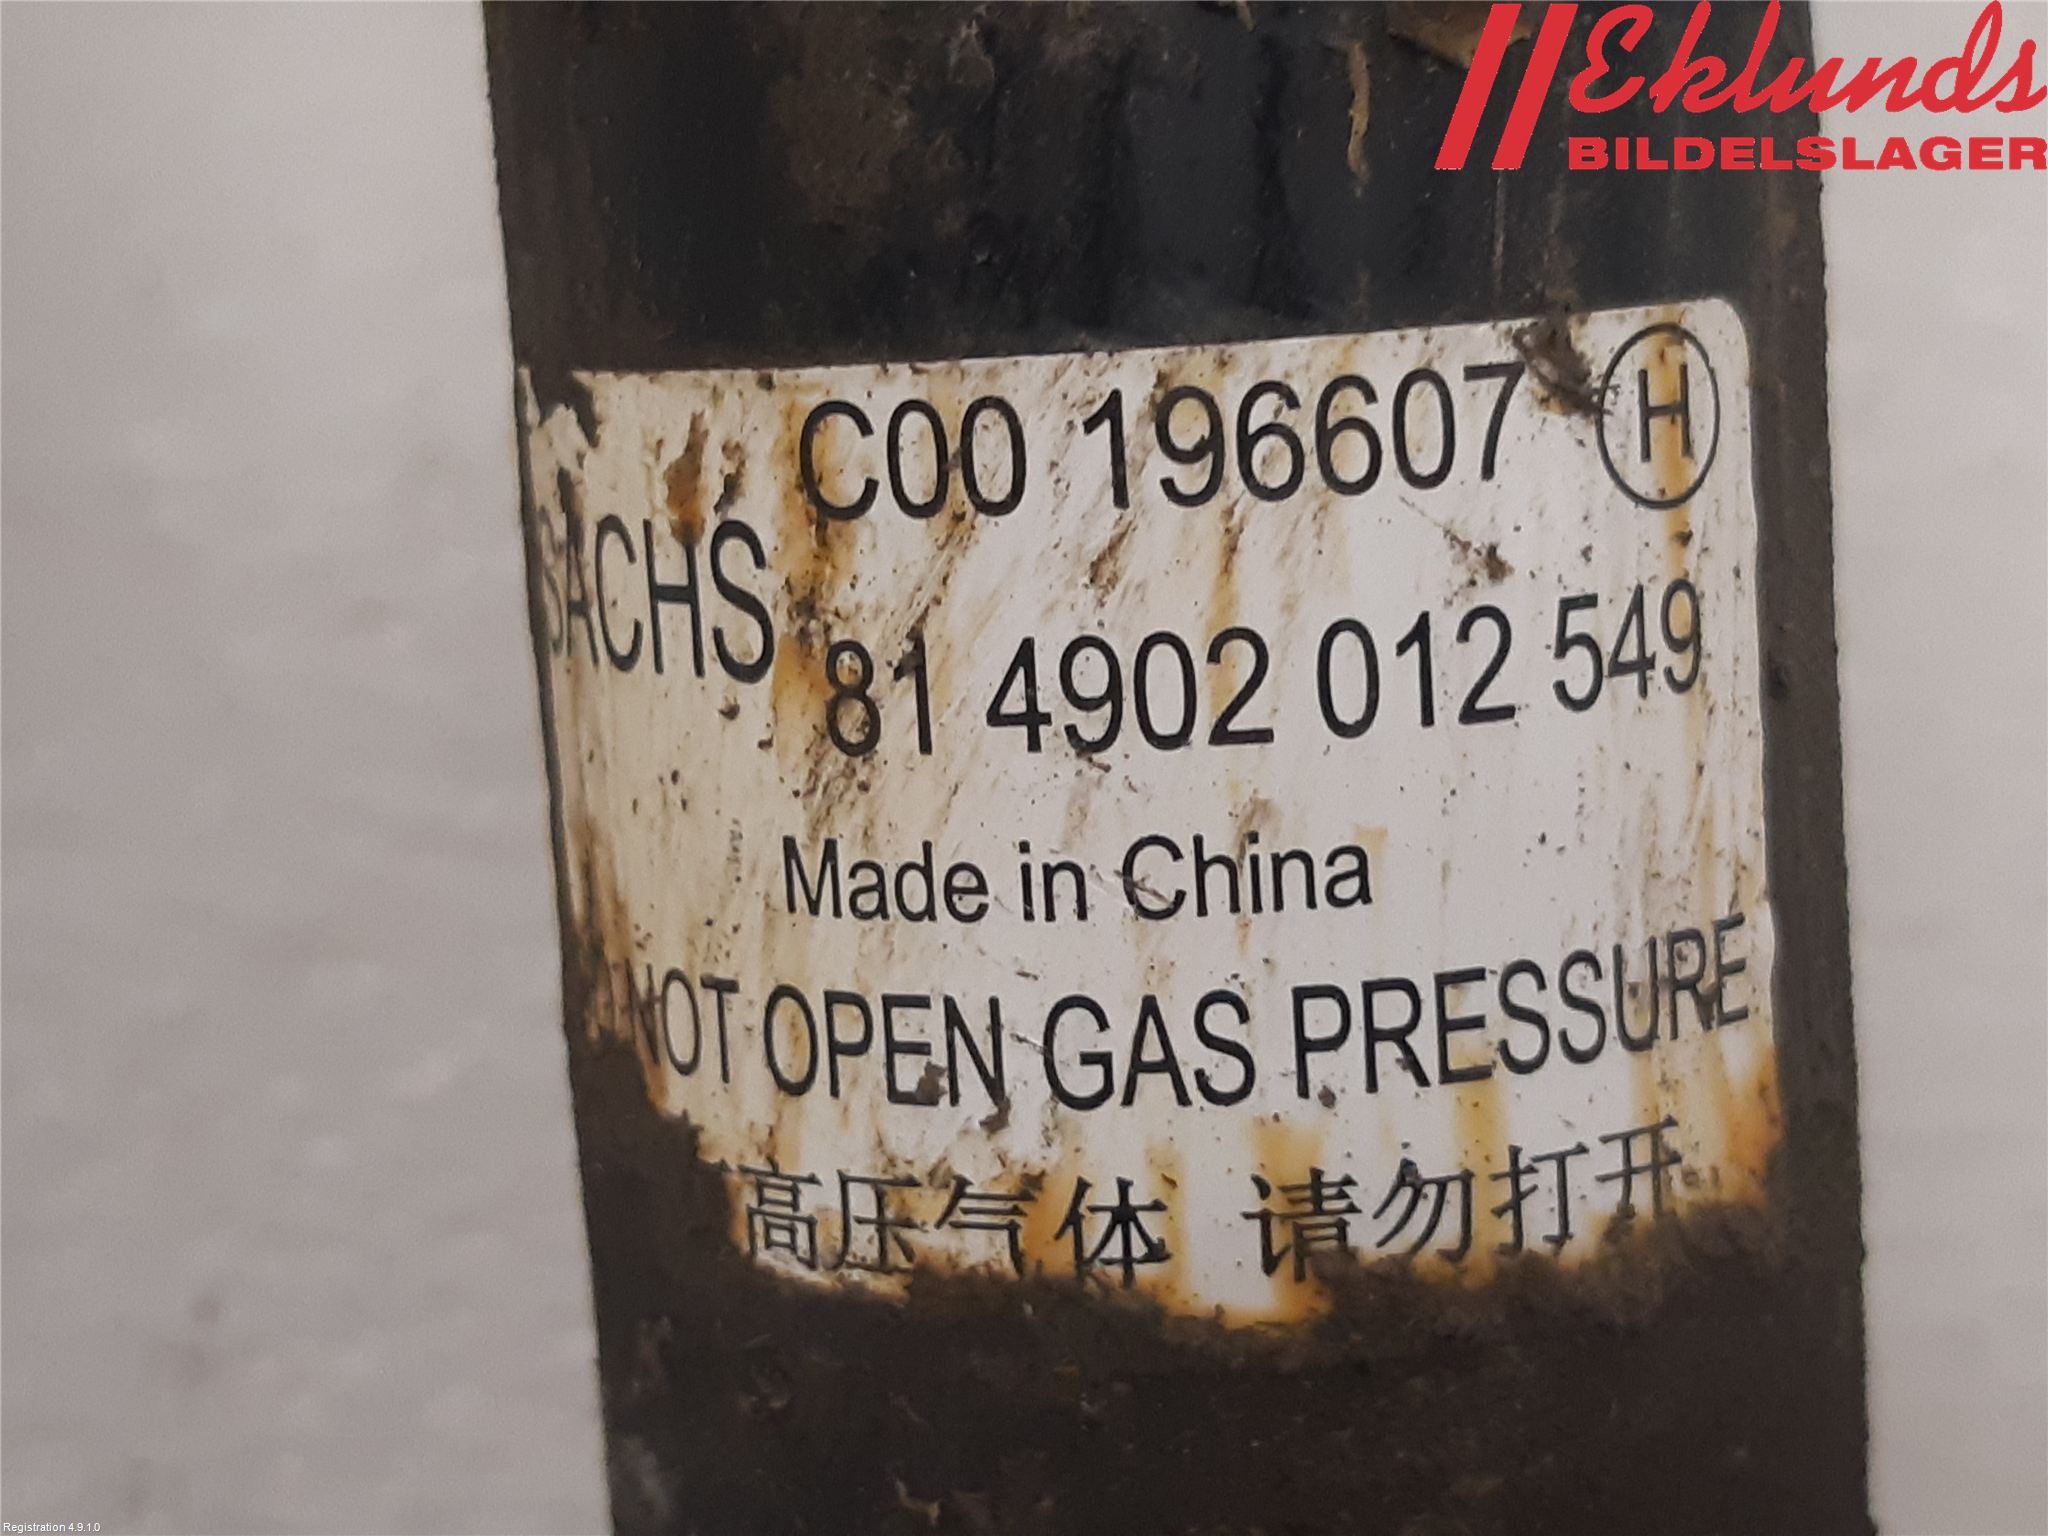 Eklunds
BILDELSLAGER
C00 196607 H
SACHS
81 4902 012 549
Made in China
NOT OPEN GAS PRESSURE
高压气体 请勿打开
Registration 4.9.1.0